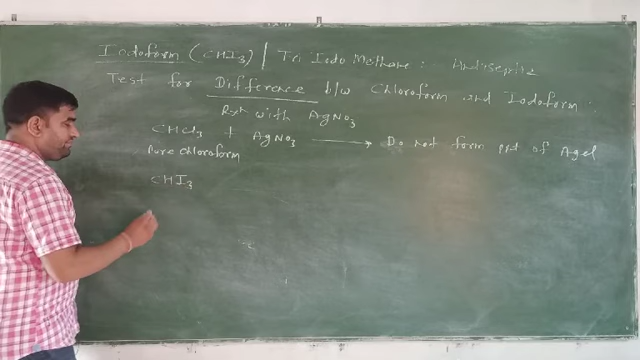 Iodoform (CHI3) | Tri Iodo Methane: Antiseptic
Test for Difference b/w Chloroform and Iodoform.
Rxn with AgNO3
CHCl3 + AgNO3 → Do not form ppt of Agcl
Pure Chloroform
CHI3